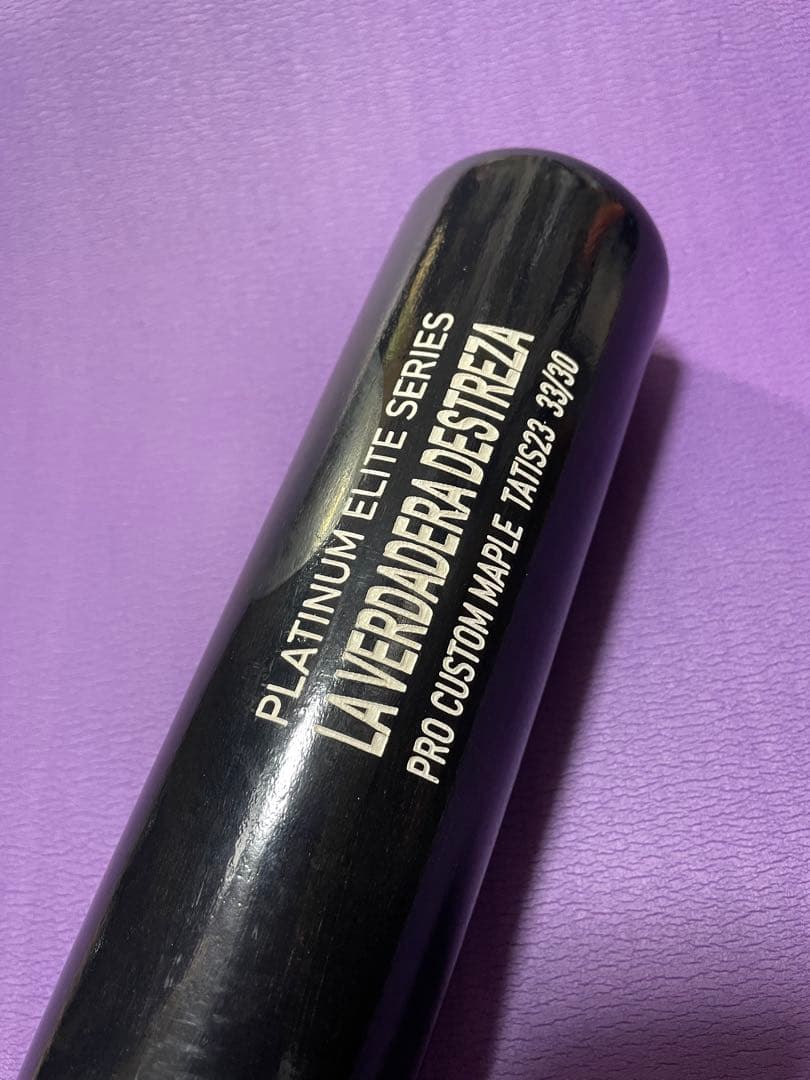 PLATINUM ELITE SERIES
LA VERDADERA DESTREZA
PRO CUSTOM MAPLE TATIS23 33/30